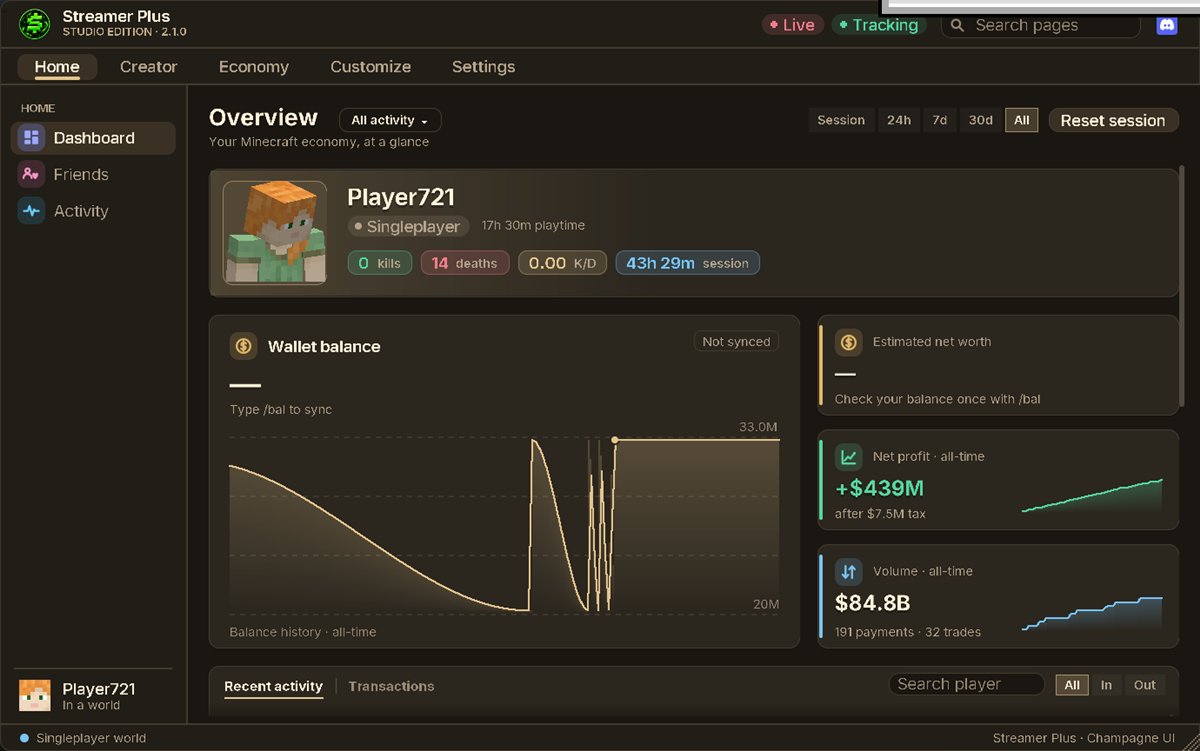 Streamer Plus
STUDIO EDITION · 2.1.0
Live
Tracking
Search pages
Home
Creator
Economy
Customize
Settings
HOME
Dashboard
Friends
Activity
Overview
All activity
Your Minecraft economy, at a glance
Session
24h
7d
30d
All
Reset session
Player721
Singleplayer
17h 30m playtime
0 kills
14 deaths
0.00 K/D
43h 29m session
Wallet balance
Not synced
—
Type /bal to sync
33.0M
20M
Balance history · all-time
Estimated net worth
—
Check your balance once with /bal
Net profit · all-time
+$439M
after $7.5M tax
Volume · all-time
$84.8B
191 payments · 32 trades
Recent activity
Transactions
Search player
All
In
Out
Player721
In a world
Singleplayer world
Streamer Plus · Champagne UI